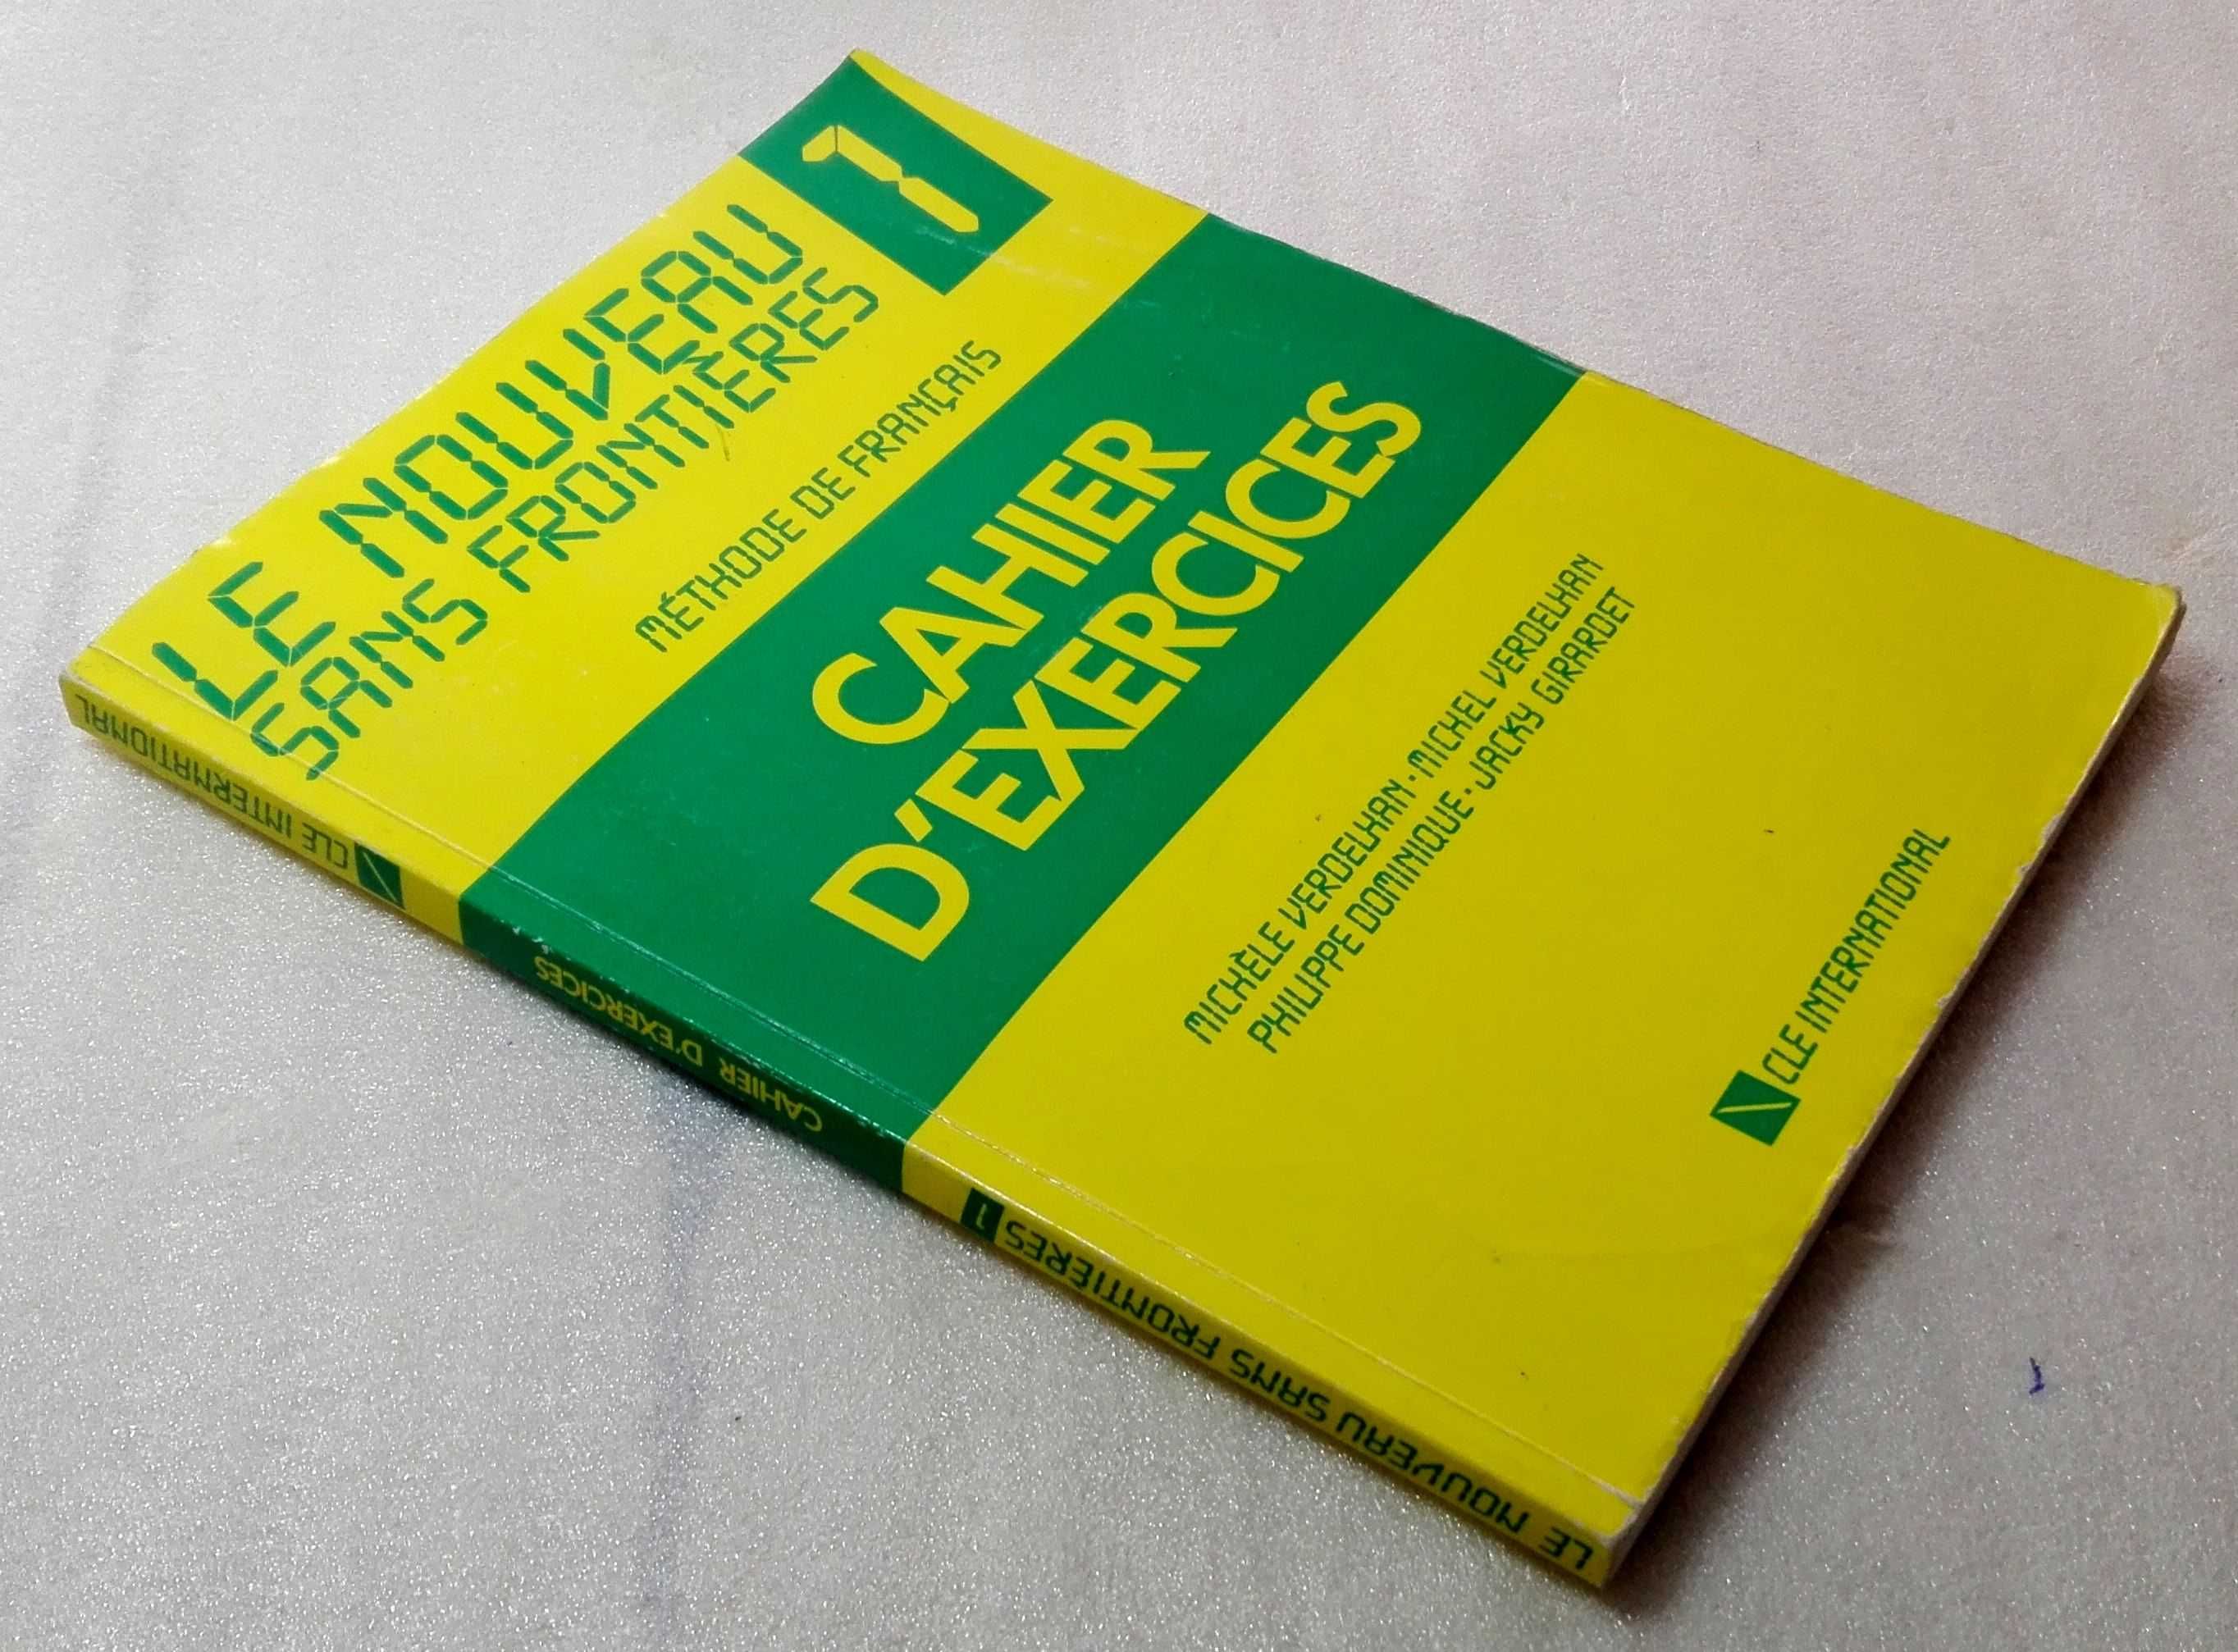 LE NOUVEAU
SANS FRONTIÈRES
1
MÉTHODE DE FRANÇAIS
CAHIER
D'EXERCICES
MICHÈLE VERDELHAN · MICHEL VERDELHAN
PHILIPPE DOMINIQUE · JACKY GIRARDET
CLE INTERNATIONAL
LE NOUVEAU SANS FRONTIÈRES 1
CAHIER D'EXERCICES
CLE INTERNATIONAL